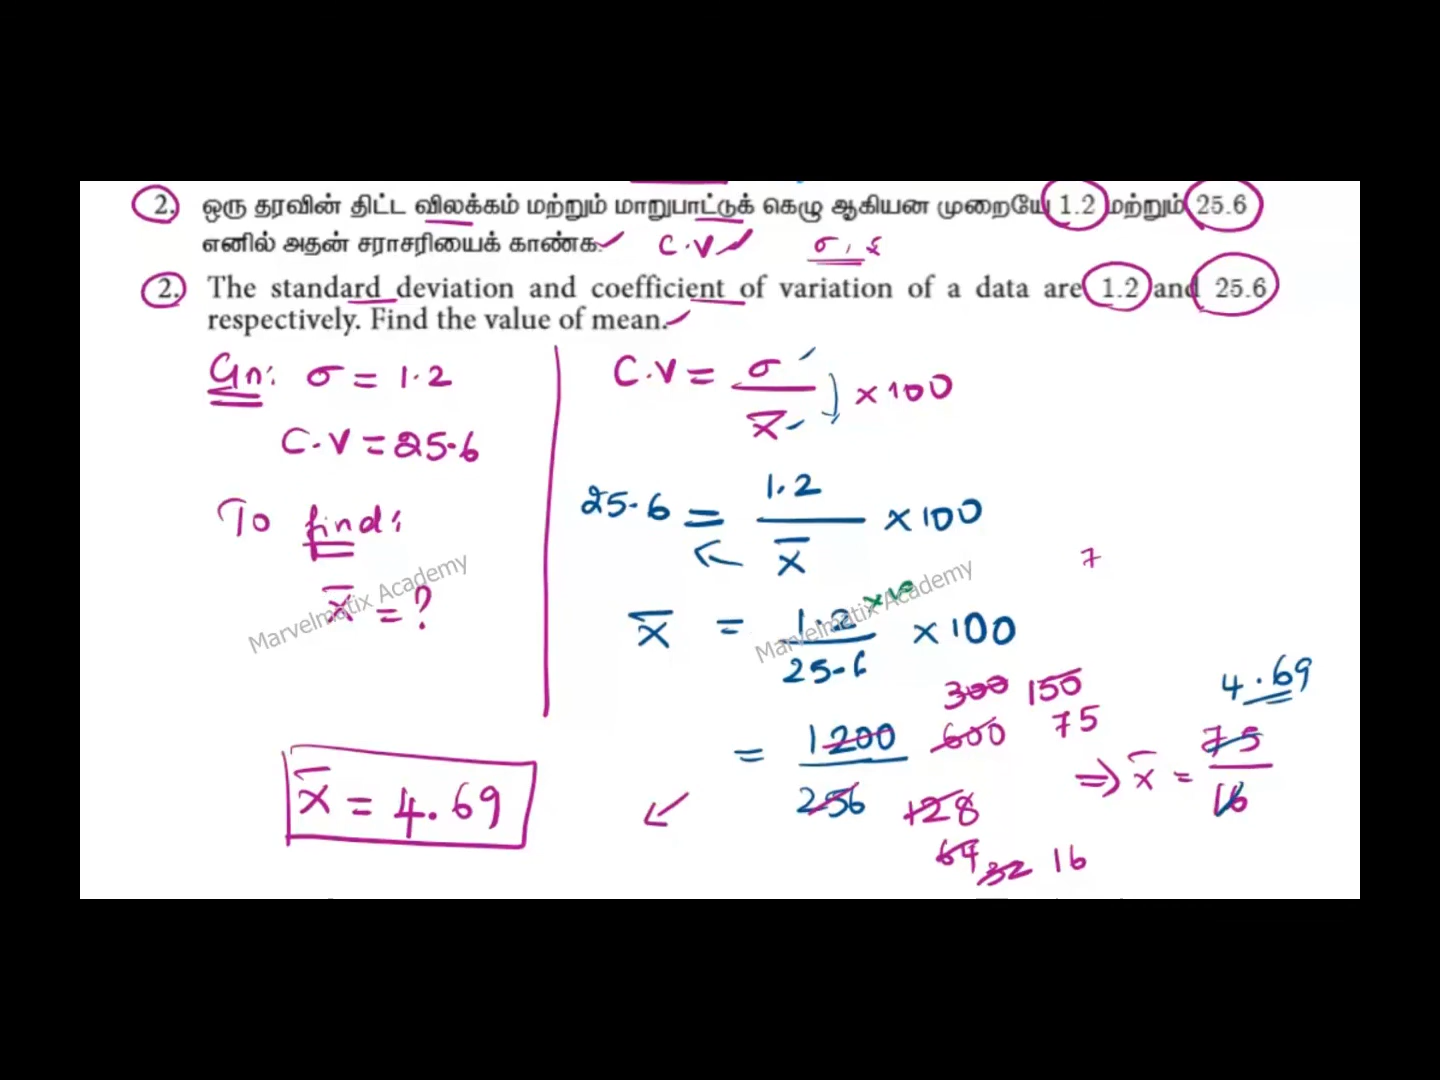 2. ஒரு தரவின் திட்ட விலக்கம் மற்றும் மாறுபாட்டுக் கெழு ஆகியன முறையே 1.2 மற்றும் 25.6
எனில் அதன் சராசரியைக் காண்க. C.V σ,
2. The standard deviation and coefficient of variation of a data are 1.2 and 25.6
respectively. Find the value of mean.
Gn: σ = 1.2
C.V = 25.6
To find:
x̄ = ?
x̄ = 4.69
C.V = σ / x̄ × 100
25.6 = 1.2 / x̄ × 100
7
x̄ = 1.2 ×10 / 25.6 × 100
300 150
= 1200 / 256 600 75
128
64 32 16
4.69
⇒ x̄ = 75 / 16
Marvelmatix Academy
Marvelmatix Academy